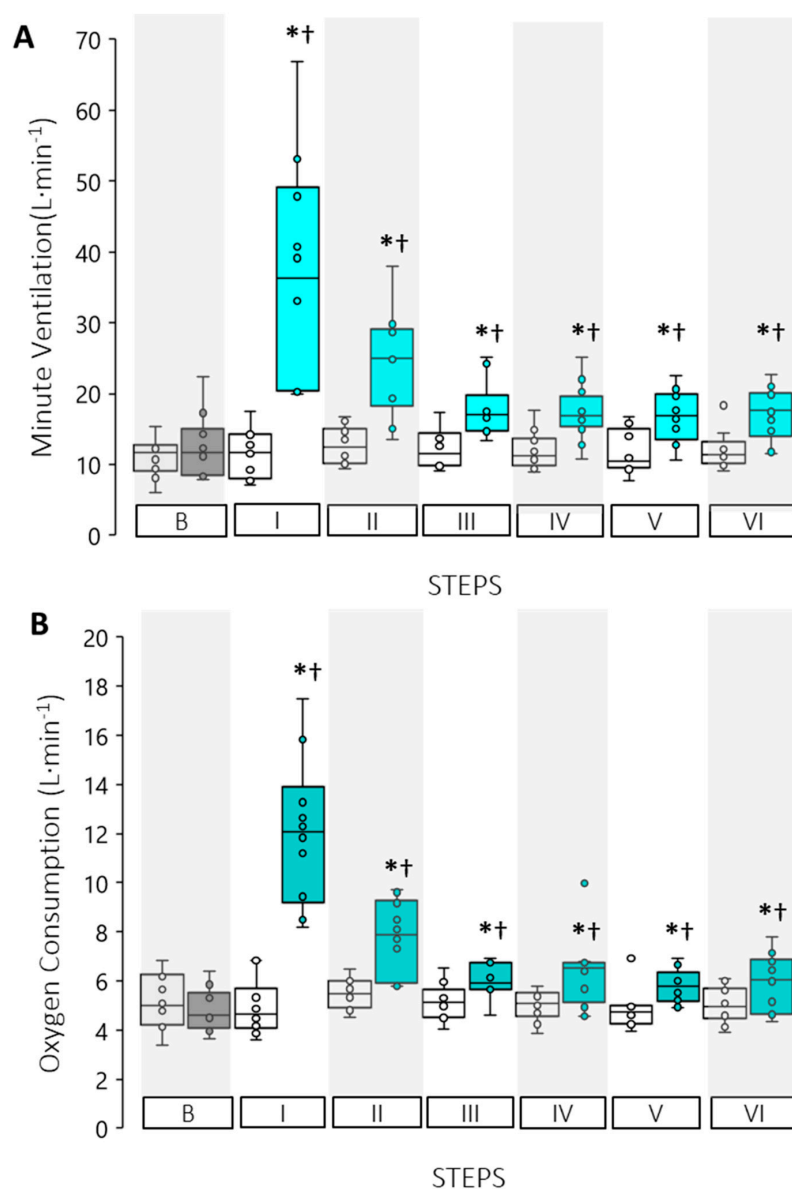 A
Minute Ventilation(L·min⁻¹)
70
60
50
40
30
20
10
0
*†
*†
*†
*†
*†
*†
B
I
II
III
IV
V
VI
STEPS
B
Oxygen Consumption (L·min⁻¹)
20
18
16
14
12
10
8
6
4
2
0
*†
*†
*†
*†
*†
*†
B
I
II
III
IV
V
VI
STEPS